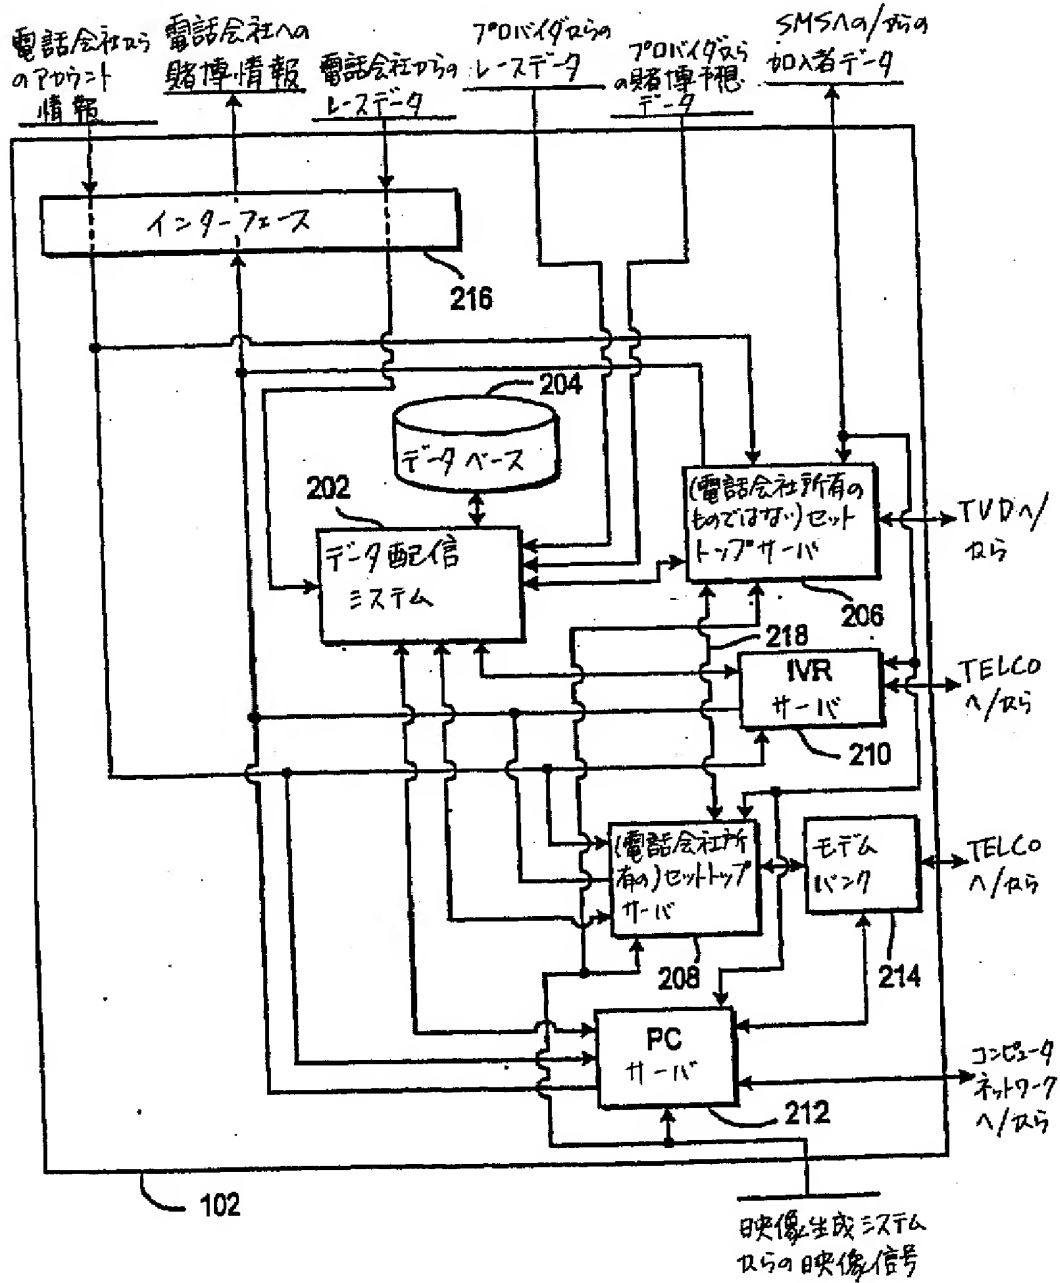 電話会社から
のアカウント
情報
電話会社への
賭博情報
電話会社からの
レースデータ
プロバイダからの
レースデータ
プロバイダから
の賭博予想
データ
SMSへの/からの
加入者データ
インターフェース
216
204
データベース
202
データ配信
システム
(電話会社所有の
ものではない)セット
トップサーバ
206
TVDへ/
から
218
IVR
サーバ
210
TELCO
へ/から
(電話会社所
有の)セットトップ
サーバ
208
モデム
バンク
214
TELCO
へ/から
PC
サーバ
212
コンピュータ
ネットワーク
へ/から
102
映像生成システム
からの映像信号